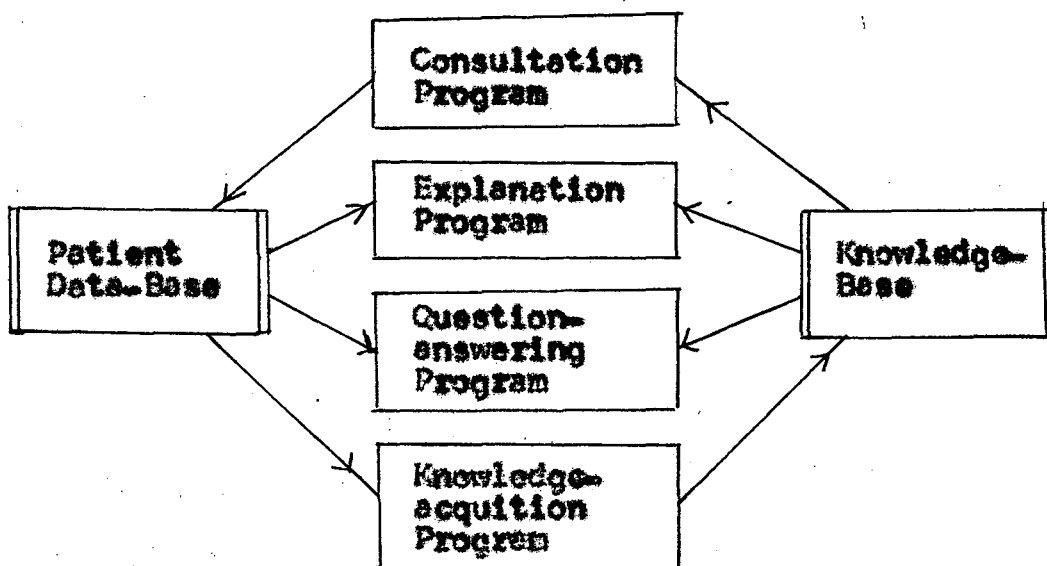 Consultation
Program
Explanation
Program
Patient
Data-Base
Knowledge-
Base
Question-
answering
Program
Knowledge-
acquition
Program